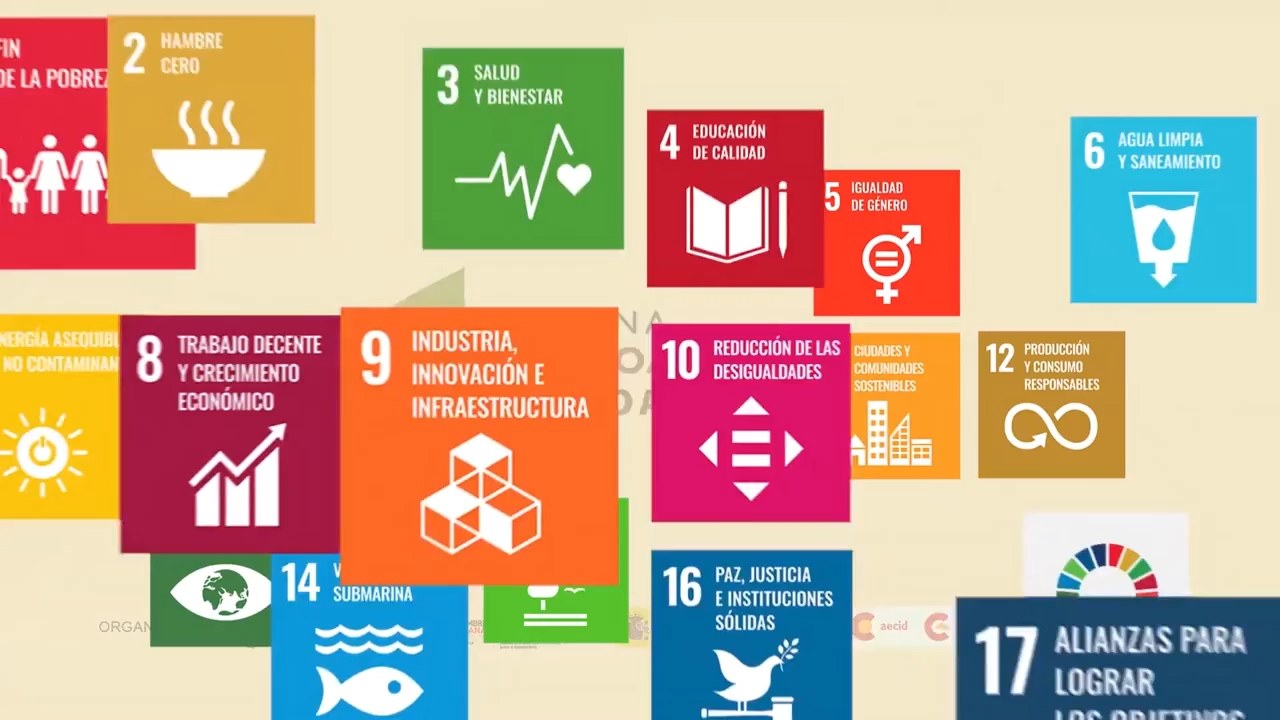 FIN
DE LA POBREZ
2
HAMBRE
CERO
3
SALUD
Y BIENESTAR
4
EDUCACIÓN
DE CALIDAD
5
IGUALDAD
DE GÉNERO
6
AGUA LIMPIA
Y SANEAMIENTO
NERGÍA ASEQUIBL
NO CONTAMINAN
8
TRABAJO DECENTE
Y CRECIMIENTO
ECONÓMICO
9
INDUSTRIA,
INNOVACIÓN E
INFRAESTRUCTURA
NA
10
REDUCCIÓN DE LAS
DESIGUALDADES
CIUDADES Y
COMUNIDADES
SOSTENIBLES
12
PRODUCCIÓN
Y CONSUMO
RESPONSABLES
14
V
SUBMARINA
16
PAZ, JUSTICIA
E INSTITUCIONES
SÓLIDAS
17
ALIANZAS PARA
LOGRAR
LOS OBJETIVOS
ORGAN
aecid